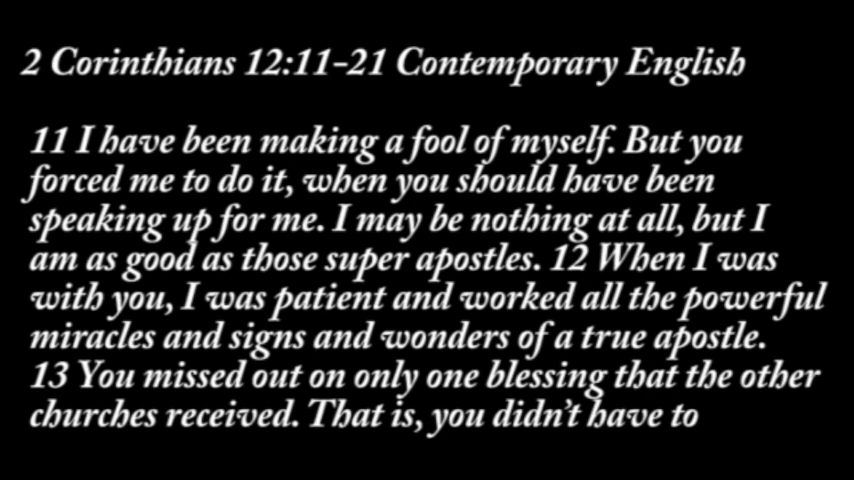 2 Corinthians 12:11-21 Contemporary English
11 I have been making a fool of myself. But you
forced me to do it, when you should have been
speaking up for me. I may be nothing at all, but I
am as good as those super apostles. 12 When I was
with you, I was patient and worked all the powerful
miracles and signs and wonders of a true apostle.
13 You missed out on only one blessing that the other
churches received. That is, you didn't have to